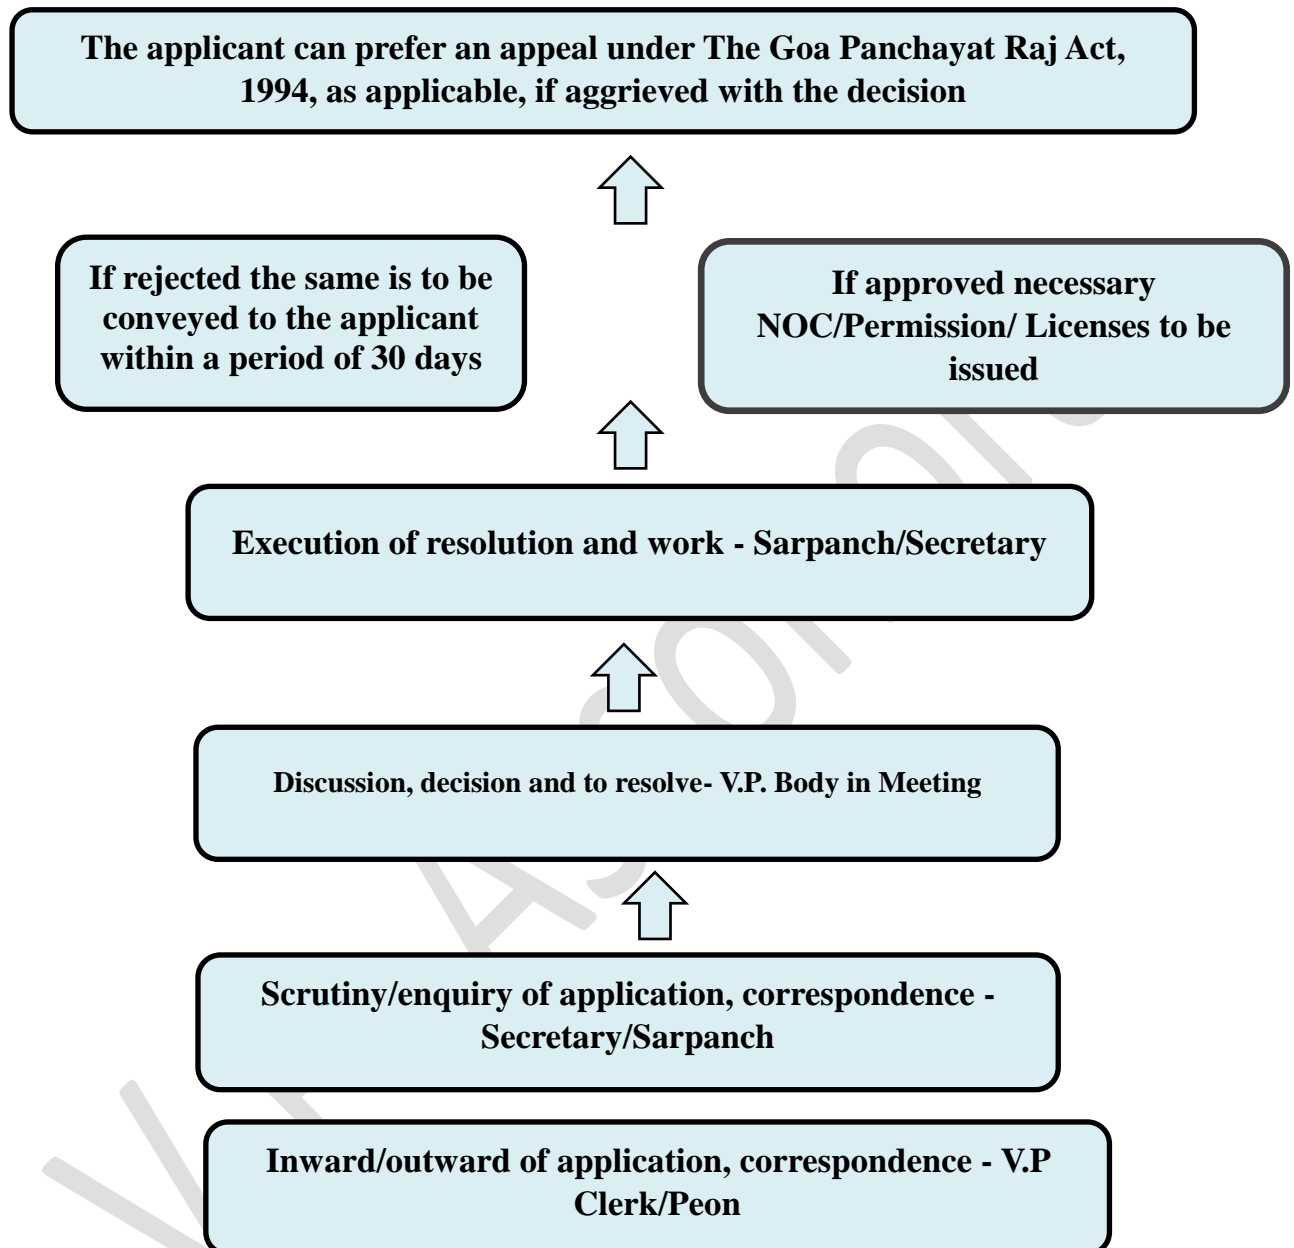 The applicant can prefer an appeal under The Goa Panchayat Raj Act,
1994, as applicable, if aggrieved with the decision
If rejected the same is to be
conveyed to the applicant
within a period of 30 days
If approved necessary
NOC/Permission/ Licenses to be
issued
Execution of resolution and work - Sarpanch/Secretary
Discussion, decision and to resolve- V.P. Body in Meeting
Scrutiny/enquiry of application, correspondence -
Secretary/Sarpanch
Inward/outward of application, correspondence - V.P
Clerk/Peon